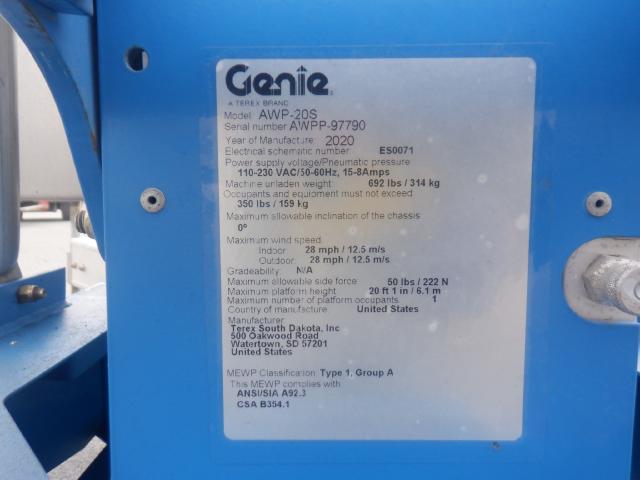 Genie
A TEREX BRAND
Model: AWP-20S
Serial number: AWPP-97790
Year of Manufacture: 2020
Electrical schematic number: ES0071
Power supply voltage/Pneumatic pressure
110-230 VAC/50-60Hz, 15-8Amps
Machine unladen weight: 692 lbs / 314 kg
Occupants and equipment must not exceed
350 lbs / 159 kg
Maximum allowable inclination of the chassis
0º
Maximum wind speed
Indoor: 28 mph / 12.5 m/s
Outdoor: 28 mph / 12.5 m/s
Gradeability: N/A
Maximum allowable side force 50 lbs / 222 N
Maximum platform height: 20 ft 1 in / 6.1 m
Maximum number of platform occupants: 1
Country of manufacture: United States
Manufacturer
Terex South Dakota, Inc
500 Oakwood Road
Watertown, SD 57201
United States
MEWP Classification: Type 1, Group A
This MEWP complies with:
ANSI/SIA A92.3
CSA B354.1